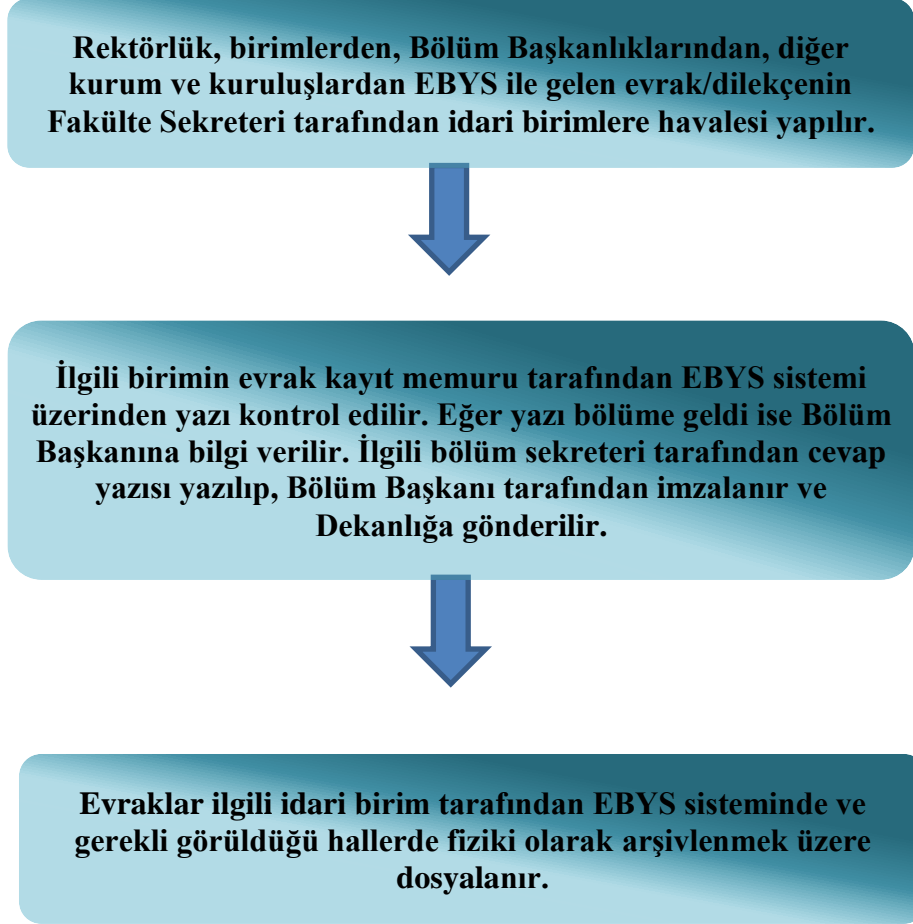 Rektörlük, birimlerden, Bölüm Başkanlıklarından, diğer
kurum ve kuruluşlardan EBYS ile gelen evrak/dilekçenin
Fakülte Sekreteri tarafından idari birimlere havalesi yapılır.
İlgili birimin evrak kayıt memuru tarafından EBYS sistemi
üzerinden yazı kontrol edilir. Eğer yazı bölüme geldi ise Bölüm
Başkanına bilgi verilir. İlgili bölüm sekreteri tarafından cevap
yazısı yazılıp, Bölüm Başkanı tarafından imzalanır ve
Dekanlığa gönderilir.
Evraklar ilgili idari birim tarafından EBYS sisteminde ve
gerekli görüldüğü hallerde fiziki olarak arşivlenmek üzere
dosyalanır.